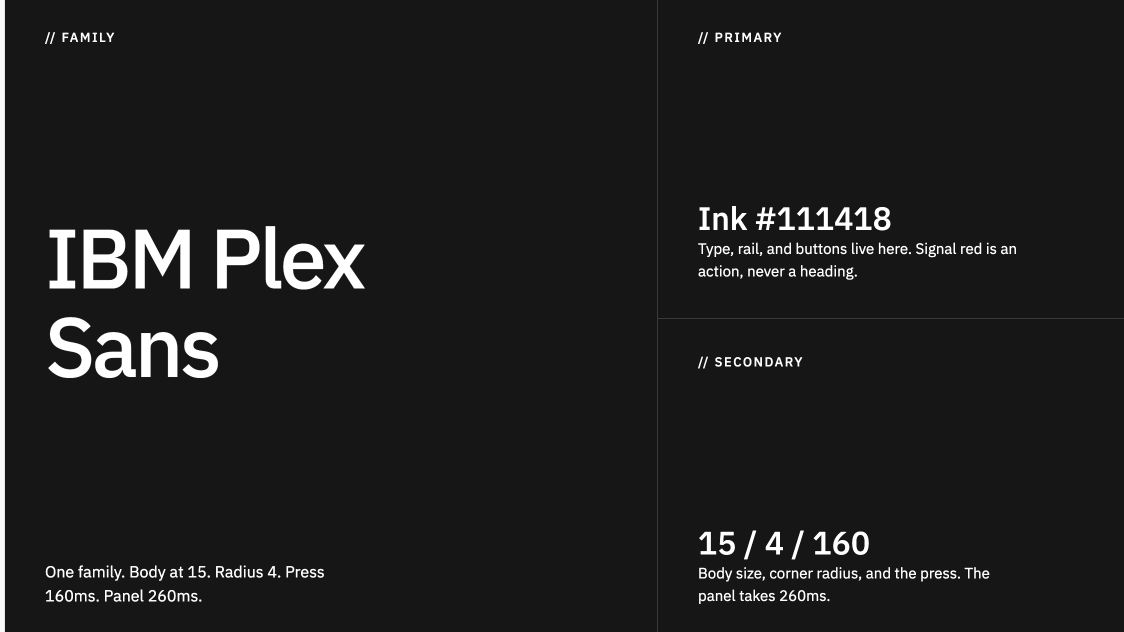 // FAMILY
IBM Plex
Sans
One family. Body at 15. Radius 4. Press
160ms. Panel 260ms.
// PRIMARY
Ink #111418
Type, rail, and buttons live here. Signal red is an
action, never a heading.
// SECONDARY
15 / 4 / 160
Body size, corner radius, and the press. The
panel takes 260ms.